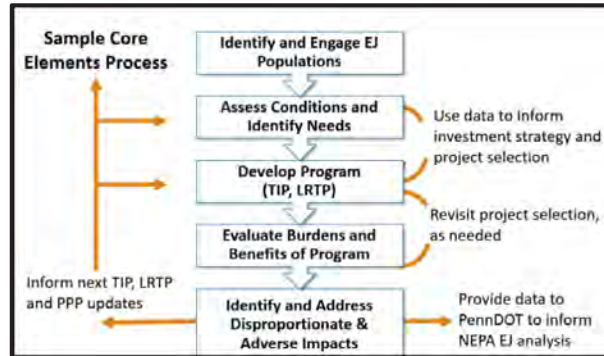 Sample Core
Elements Process
Identify and Engage EJ
Populations
Assess Conditions and
Identify Needs
Use data to inform
investment strategy and
project selection
Develop Program
(TIP, LRTP)
Revisit project selection,
as needed
Evaluate Burdens and
Benefits of Program
Inform next TIP, LRTP
and PPP updates
Identify and Address
Disproportionate &
Adverse Impacts
Provide data to
PennDOT to inform
NEPA EJ analysis